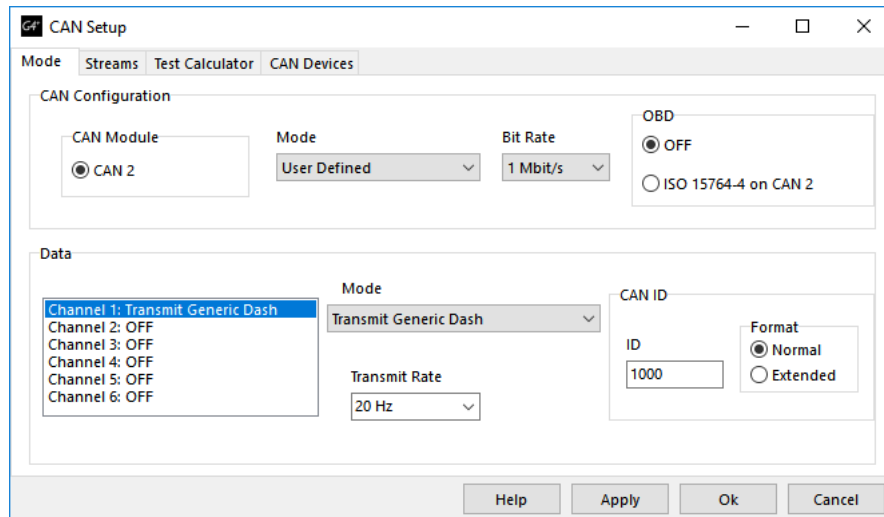 G4+ CAN Setup
Mode Streams Test Calculator CAN Devices
CAN Configuration
CAN Module
CAN 2
Mode
User Defined
Bit Rate
1 Mbit/s
OBD
OFF
ISO 15764-4 on CAN 2
Data
Channel 1: Transmit Generic Dash
Channel 2: OFF
Channel 3: OFF
Channel 4: OFF
Channel 5: OFF
Channel 6: OFF
Mode
Transmit Generic Dash
Transmit Rate
20 Hz
CAN ID
ID
1000
Format
Normal
Extended
Help Apply Ok Cancel